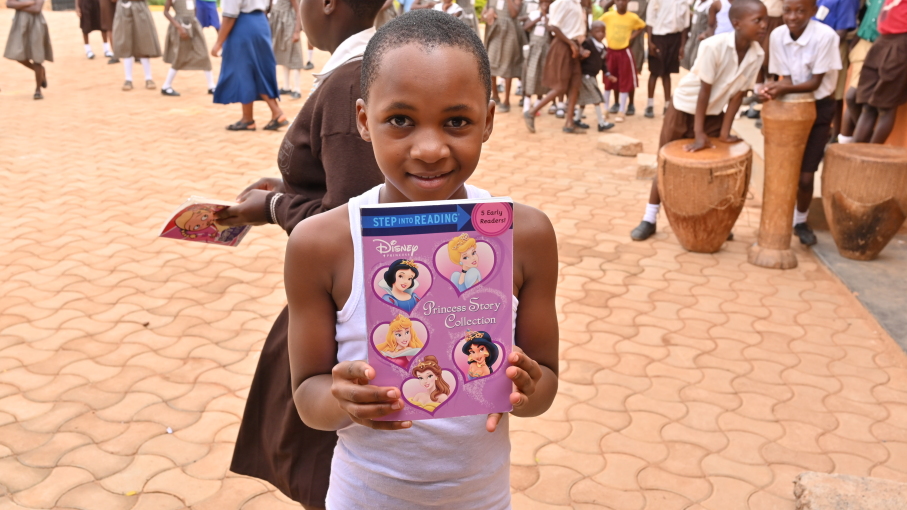 STEP INTO READING
5 Early
Readers!
Disney
PRINCESS
Princess Story
Collection